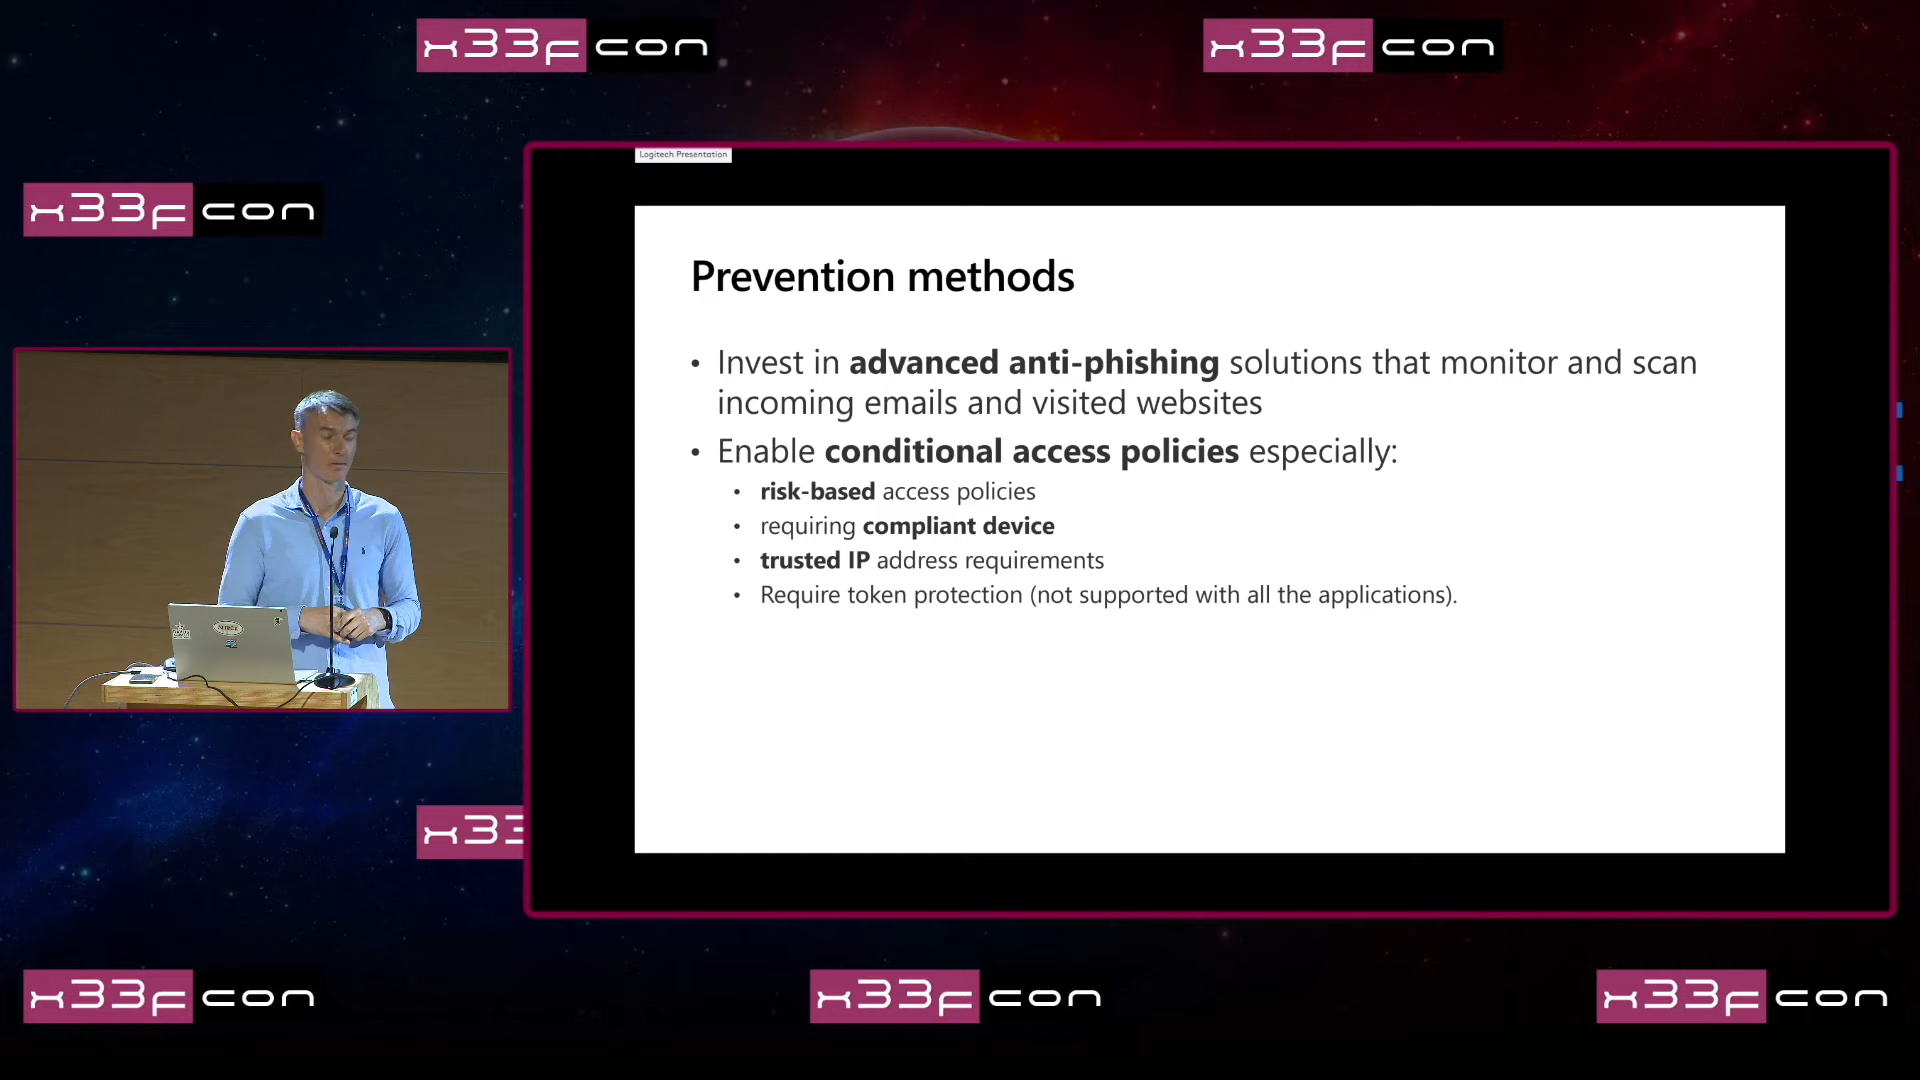 x33fcon
x33fcon
x33fcon
Logitech Presentation
Prevention methods
• Invest in advanced anti-phishing solutions that monitor and scan
incoming emails and visited websites
• Enable conditional access policies especially:
• risk-based access policies
• requiring compliant device
• trusted IP address requirements
• Require token protection (not supported with all the applications).
x33
x33fcon
x33fcon
x33fcon